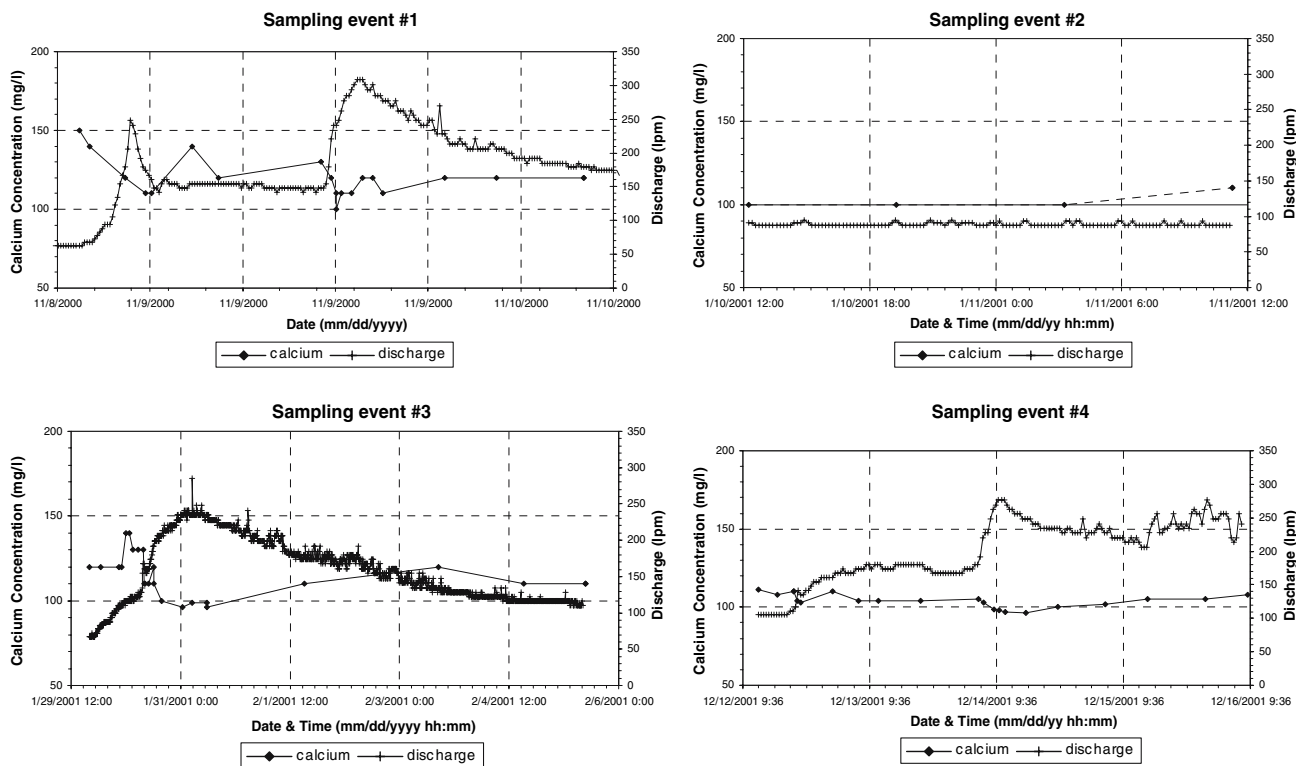 Sampling event #1
Calcium Concentration (mg/l)
200
150
100
50
350
300
250
200
150
100
50
0
Discharge (lpm)
11/8/2000
11/9/2000
11/9/2000
11/9/2000
11/9/2000
11/10/2000
11/10/2000
Date (mm/dd/yyyy)
calcium
discharge
Sampling event #2
Calcium Concentration (mg/l)
200
150
100
50
350
300
250
200
150
100
50
0
Discharge (lpm)
1/10/2001 12:00
1/10/2001 18:00
1/11/2001 0:00
1/11/2001 6:00
1/11/2001 12:00
Date & Time (mm/dd/yy hh:mm)
calcium
discharge
Sampling event #3
Calcium Concentration (mg/l)
200
150
100
50
350
300
250
200
150
100
50
0
Discharge (lpm)
1/29/2001 12:00
1/31/2001 0:00
2/1/2001 12:00
2/3/2001 0:00
2/4/2001 12:00
2/6/2001 0:00
Date & Time (mm/dd/yyyy hh:mm)
calcium
discharge
Sampling event #4
Calcium Concentration (mg/l)
200
150
100
50
350
300
250
200
150
100
50
0
Discharge (lpm)
12/12/2001 9:36
12/13/2001 9:36
12/14/2001 9:36
12/15/2001 9:36
12/16/2001 9:36
Date & Time (mm/dd/yy hh:mm)
calcium
discharge